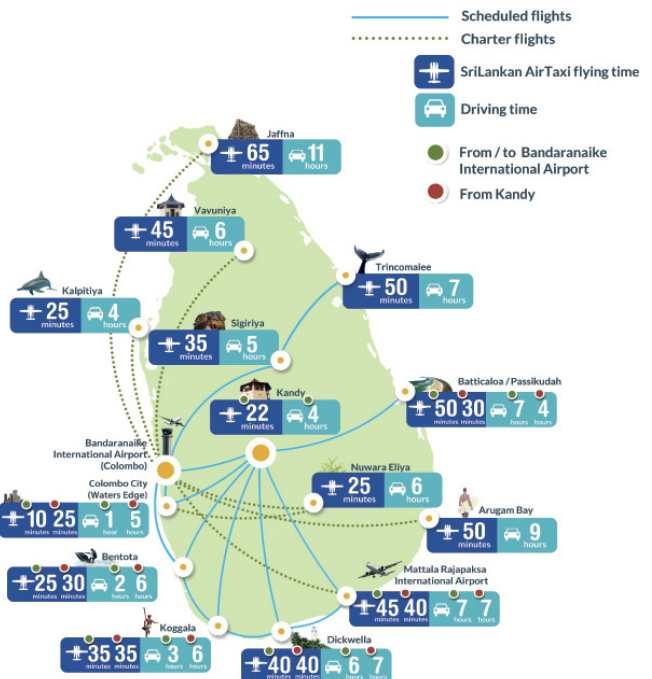 Scheduled flights
Charter flights
SriLankan AirTaxi flying time
Driving time
From / to Bandaranaike
International Airport
From Kandy
Jaffna
65 minutes 11 hours
Vavuniya
45 minutes 6 hours
Trincomalee
50 minutes 7 hours
Kalpitiya
25 minutes 4 hours
Sigiriya
35 minutes 5 hours
Kandy
22 minutes 4 hours
Batticaloa / Passikudah
50 minutes 30 minutes 7 hours 4 hours
Bandaranaike
International Airport
(Colombo)
Colombo City
(Waters Edge)
10 minutes 25 minutes 1 hour 5 hours
Nuwara Eliya
25 minutes 6 hours
Arugam Bay
50 minutes 9 hours
Bentota
25 minutes 30 minutes 2 hours 6 hours
Mattala Rajapaksa
International Airport
45 minutes 40 minutes 7 hours 7 hours
Koggala
35 minutes 35 minutes 3 hours 6 hours
Dickwella
40 minutes 40 minutes 6 hours 7 hours